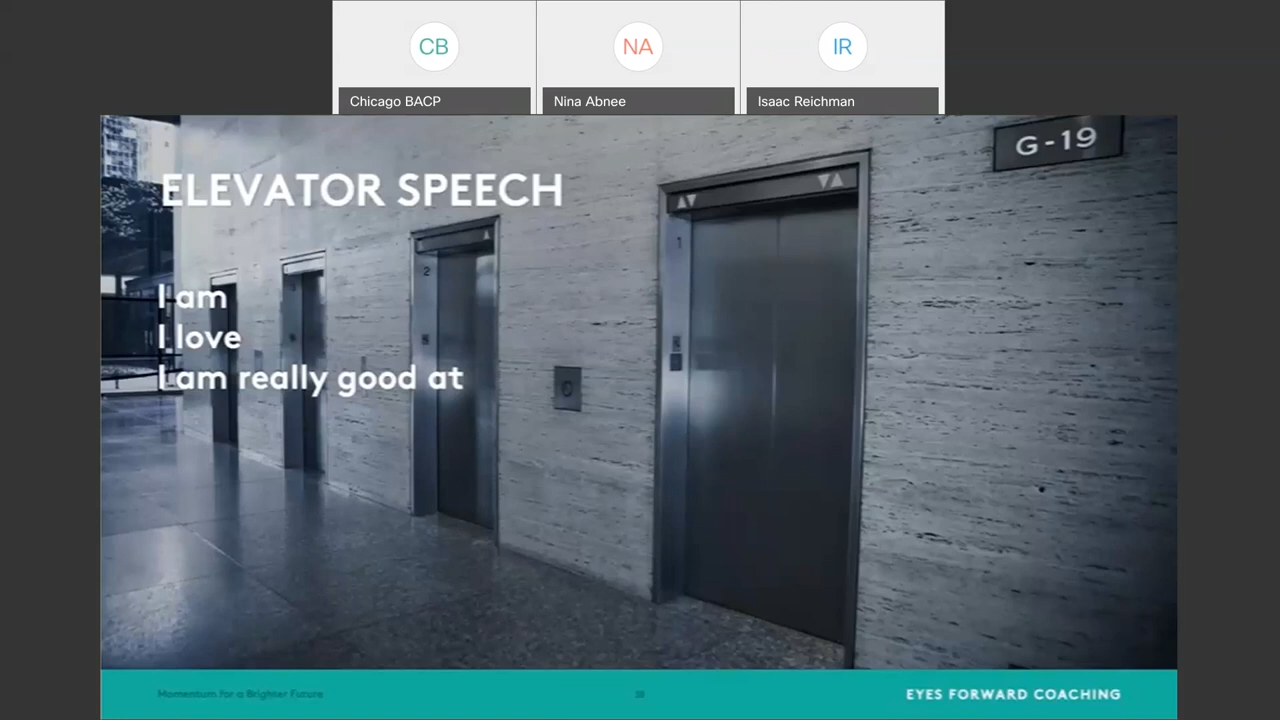 CB
NA
IR
Chicago BACP
Nina Abnee
Isaac Reichman
G-19
ELEVATOR SPEECH
I am
I love
I am really good at
1
2
Momentum for a Brighter Future
38
EYES FORWARD COACHING